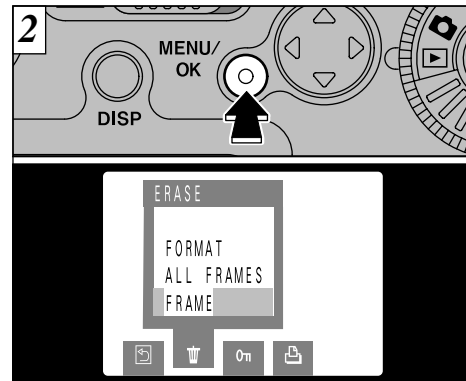 2
MENU/
OK
DISP
ERASE
FORMAT
ALL FRAMES
FRAME